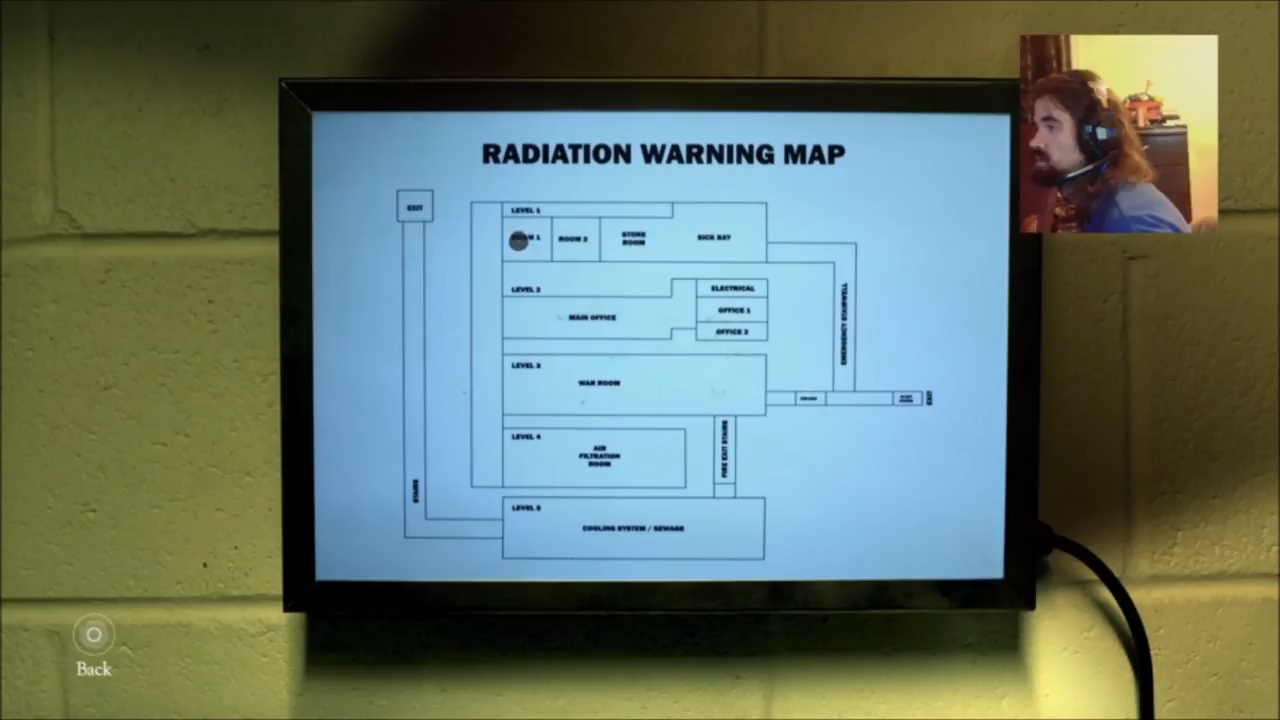 RADIATION WARNING MAP
EXIT
LEVEL 1
ROOM 2
STORE
ROOM
SICK BAY
LEVEL 2
ELECTRICAL
OFFICE 1
MAIN OFFICE
OFFICE 2
EMERGENCY STAIRWELL
LEVEL 3
WAR ROOM
EXIT
LEVEL 4
AIR
FILTRATION
ROOM
FIRE EXIT STAIRS
STAIRS
LEVEL 5
COOLING SYSTEM / SEWAGE
Back